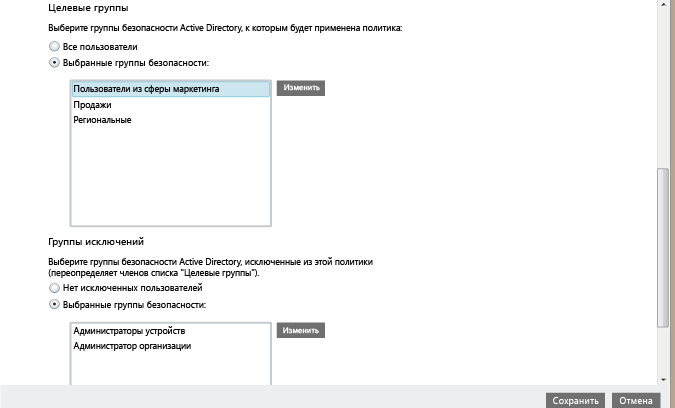 Целевые группы
Выберите группы безопасности Active Directory, к которым будет применена политика:
Все пользователи
Выбранные группы безопасности:
Пользователи из сферы маркетинга
Изменить
Продажи
Региональные
Группы исключений
Выберите группы безопасности Active Directory, исключенные из этой политики
(переопределяет членов списка "Целевые группы").
Нет исключенных пользователей
Выбранные группы безопасности:
Администраторы устройств
Изменить
Администратор организации
Сохранить
Отмена